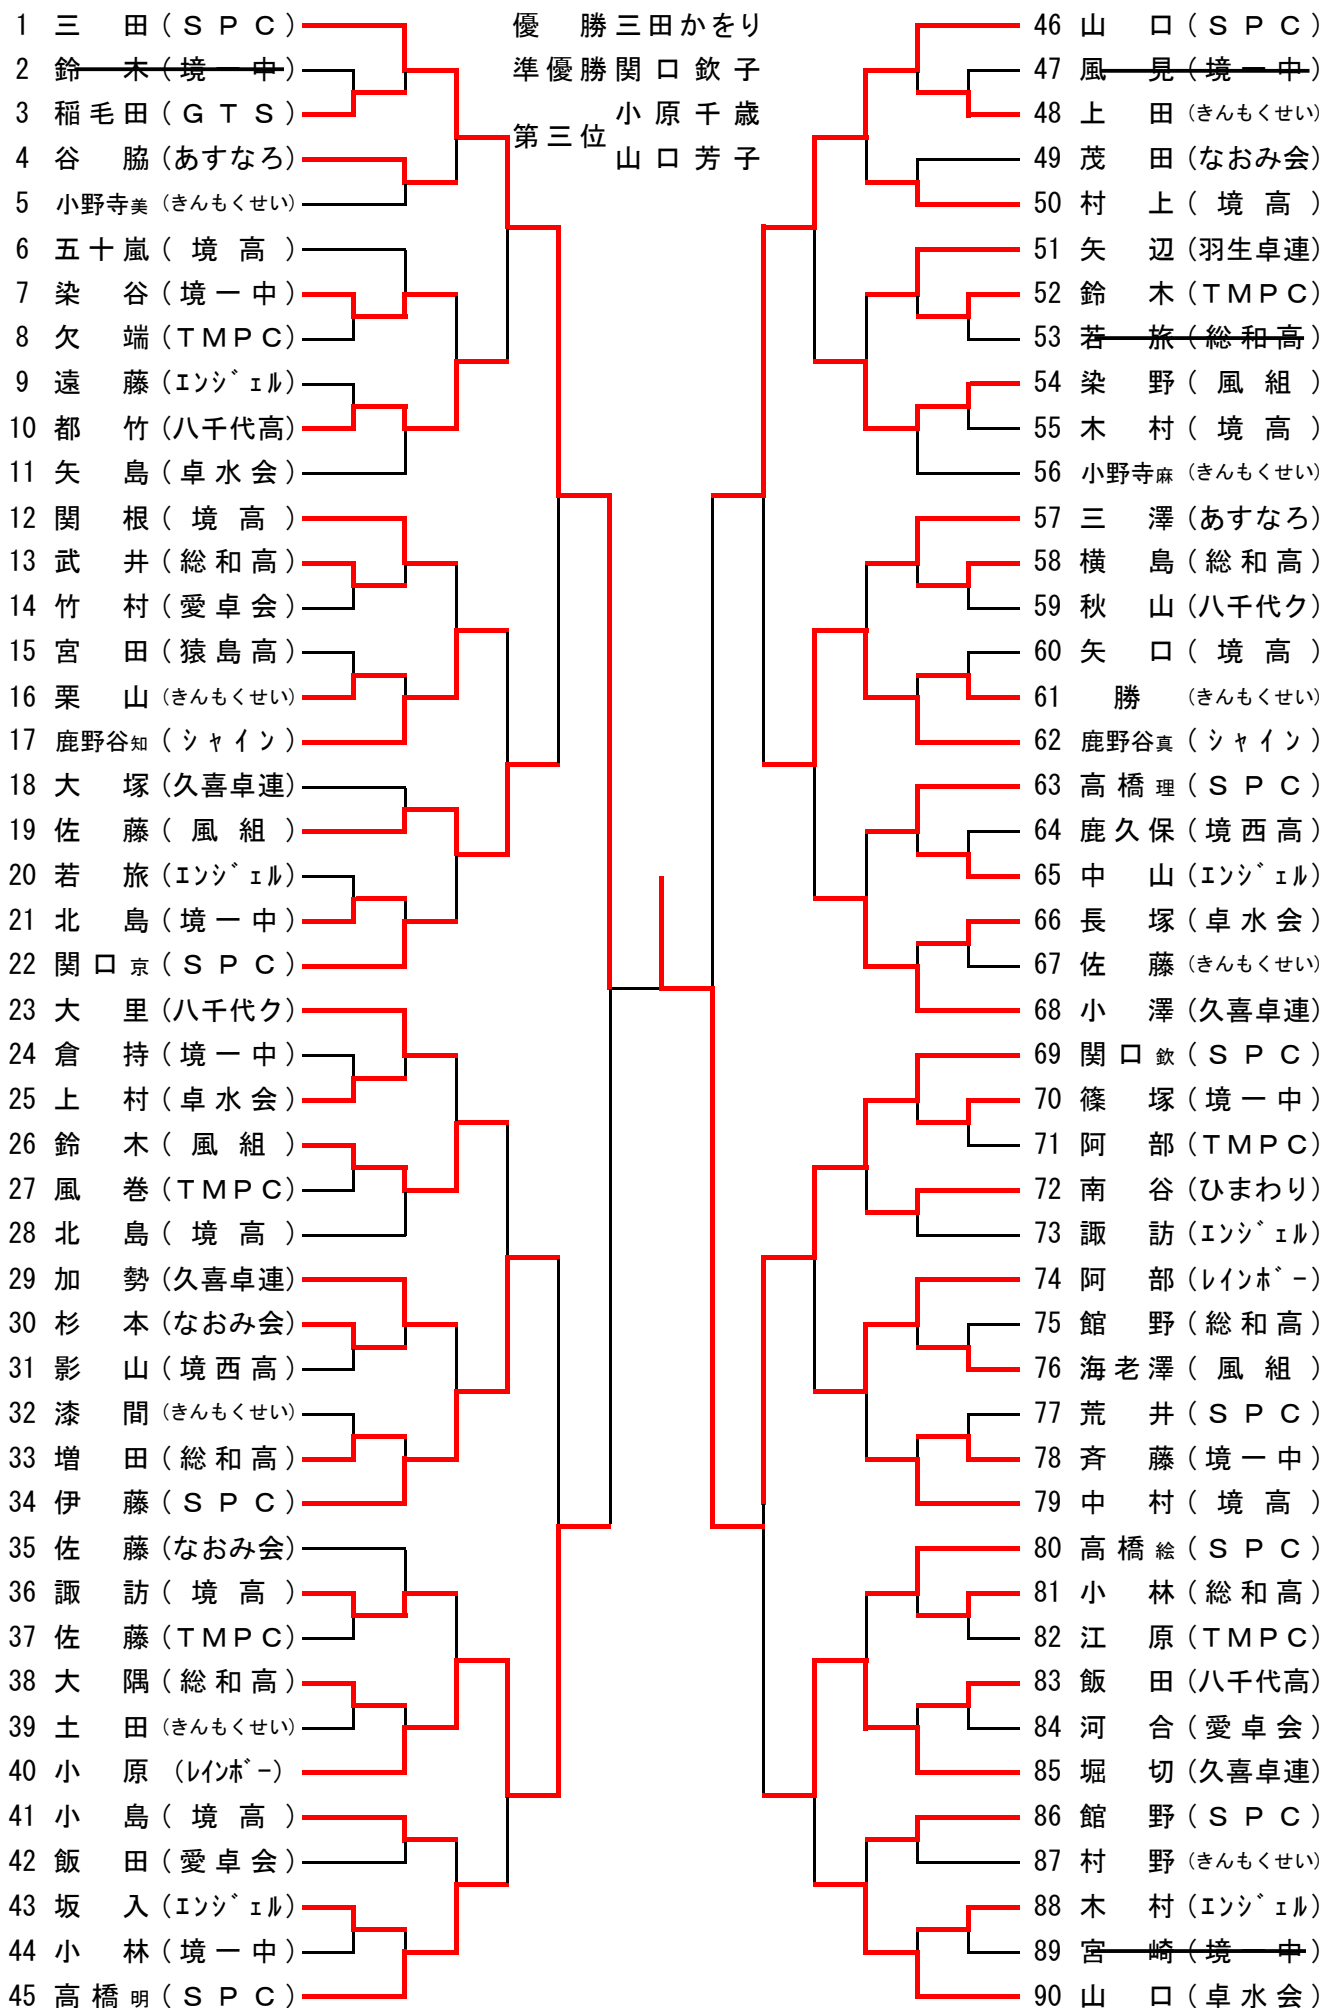 優 勝 三田かをり
準優勝 関口欽子
第三位 小原千歳
山口芳子
1 三 田 (ＳＰＣ)
2 鈴 木 (境一中)
3 稲毛田 (ＧＴＳ)
4 谷 脇 (あすなろ)
5 小野寺美 (きんもくせい)
6 五十嵐 (境 高)
7 染 谷 (境一中)
8 欠 端 (ＴＭＰＣ)
9 遠 藤 (ｴﾝｼﾞｪﾙ)
10 都 竹 (八千代高)
11 矢 島 (卓水会)
12 関 根 (境 高)
13 武 井 (総和高)
14 竹 村 (愛卓会)
15 宮 田 (猿島高)
16 栗 山 (きんもくせい)
17 鹿野谷知 (シャイン)
18 大 塚 (久喜卓連)
19 佐 藤 (風 組)
20 若 旅 (ｴﾝｼﾞｪﾙ)
21 北 島 (境一中)
22 関口京 (ＳＰＣ)
23 大 里 (八千代ク)
24 倉 持 (境一中)
25 上 村 (卓水会)
26 鈴 木 (風 組)
27 風 巻 (ＴＭＰＣ)
28 北 島 (境 高)
29 加 勢 (久喜卓連)
30 杉 本 (なおみ会)
31 影 山 (境西高)
32 漆 間 (きんもくせい)
33 増 田 (総和高)
34 伊 藤 (ＳＰＣ)
35 佐 藤 (なおみ会)
36 諏 訪 (境 高)
37 佐 藤 (ＴＭＰＣ)
38 大 隅 (総和高)
39 土 田 (きんもくせい)
40 小 原 (ﾚｲﾝﾎﾞｰ)
41 小 島 (境 高)
42 飯 田 (愛卓会)
43 坂 入 (ｴﾝｼﾞｪﾙ)
44 小 林 (境一中)
45 高橋明 (ＳＰＣ)
46 山 口 (ＳＰＣ)
47 風 見 (境一中)
48 上 田 (きんもくせい)
49 茂 田 (なおみ会)
50 村 上 (境 高)
51 矢 辺 (羽生卓連)
52 鈴 木 (ＴＭＰＣ)
53 若 旅 (総和高)
54 染 野 (風 組)
55 木 村 (境 高)
56 小野寺麻 (きんもくせい)
57 三 澤 (あすなろ)
58 横 島 (総和高)
59 秋 山 (八千代ク)
60 矢 口 (境 高)
61 勝 (きんもくせい)
62 鹿野谷真 (シャイン)
63 高橋理 (ＳＰＣ)
64 鹿久保 (境西高)
65 中 山 (ｴﾝｼﾞｪﾙ)
66 長 塚 (卓水会)
67 佐 藤 (きんもくせい)
68 小 澤 (久喜卓連)
69 関口欽 (ＳＰＣ)
70 篠 塚 (境一中)
71 阿 部 (ＴＭＰＣ)
72 南 谷 (ひまわり)
73 諏 訪 (ｴﾝｼﾞｪﾙ)
74 阿 部 (ﾚｲﾝﾎﾞｰ)
75 館 野 (総和高)
76 海老澤 (風 組)
77 荒 井 (ＳＰＣ)
78 斉 藤 (境一中)
79 中 村 (境 高)
80 高橋絵 (ＳＰＣ)
81 小 林 (総和高)
82 江 原 (ＴＭＰＣ)
83 飯 田 (八千代高)
84 河 合 (愛卓会)
85 堀 切 (久喜卓連)
86 館 野 (ＳＰＣ)
87 村 野 (きんもくせい)
88 木 村 (ｴﾝｼﾞｪﾙ)
89 宮 崎 (境一中)
90 山 口 (卓水会)